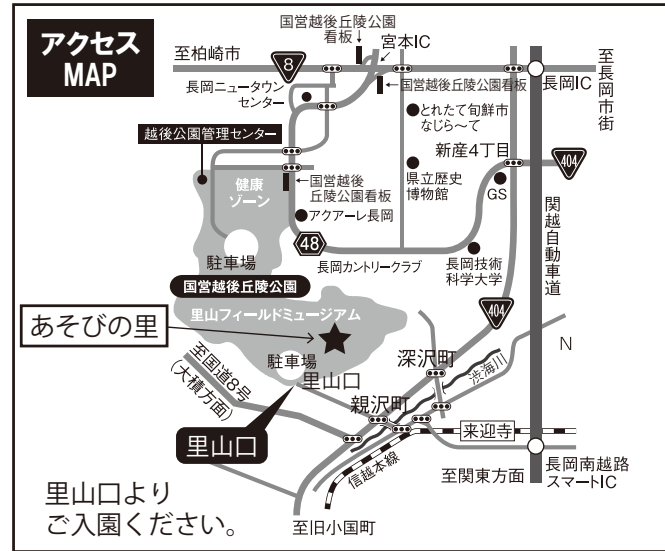 アクセス
MAP
国営越後丘陵公園
看板
宮本IC
至柏崎市
8
至長岡市街
長岡ニュータウン
センター
国営越後丘陵公園看板
長岡IC
とれたて旬鮮市
なじら〜て
越後公園管理センター
新産4丁目
404
健康
ゾーン
国営越後
丘陵公園看板
県立歴史
博物館
GS
アクアーレ長岡
関越自動車道
48
駐車場
長岡カントリークラブ
長岡技術
科学大学
国営越後丘陵公園
里山フィールドミュージアム
404
あそびの里
N
深沢町
渋海川
駐車場
里山口
至国道8号
(大積方面)
親沢町
里山口
来迎寺
信越本線
至関東方面
長岡南越路
スマートIC
里山口より
ご入園ください。
至旧小国町